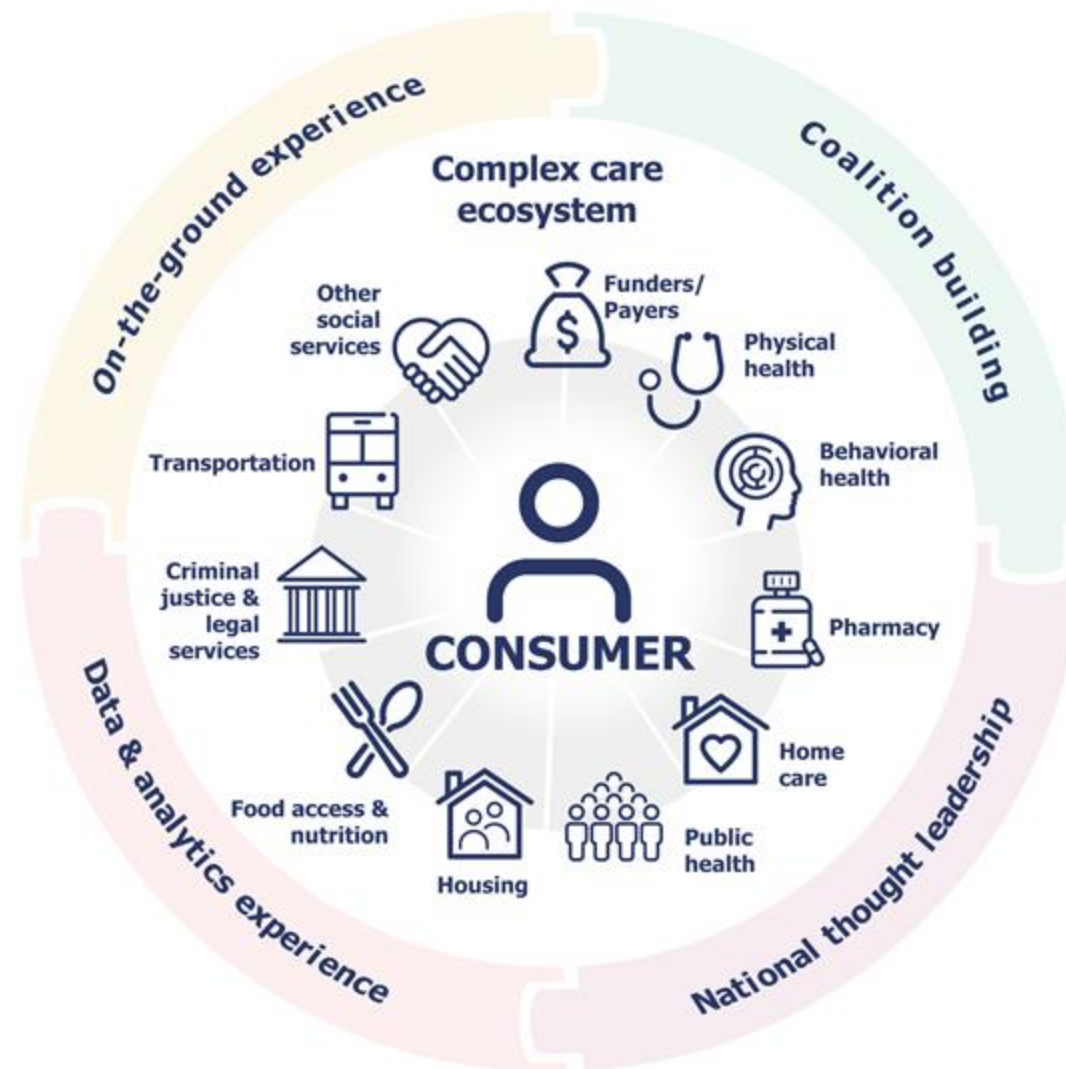 On-the-ground experience
Coalition building
Complex care
ecosystem
Funders/
Payers
$
Physical
health
Behavioral
health
Pharmacy
Home
care
Public
health
Housing
Food access &
nutrition
Criminal
justice &
legal
services
Transportation
Other
social
services
CONSUMER
Data & analytics experience
National thought leadership